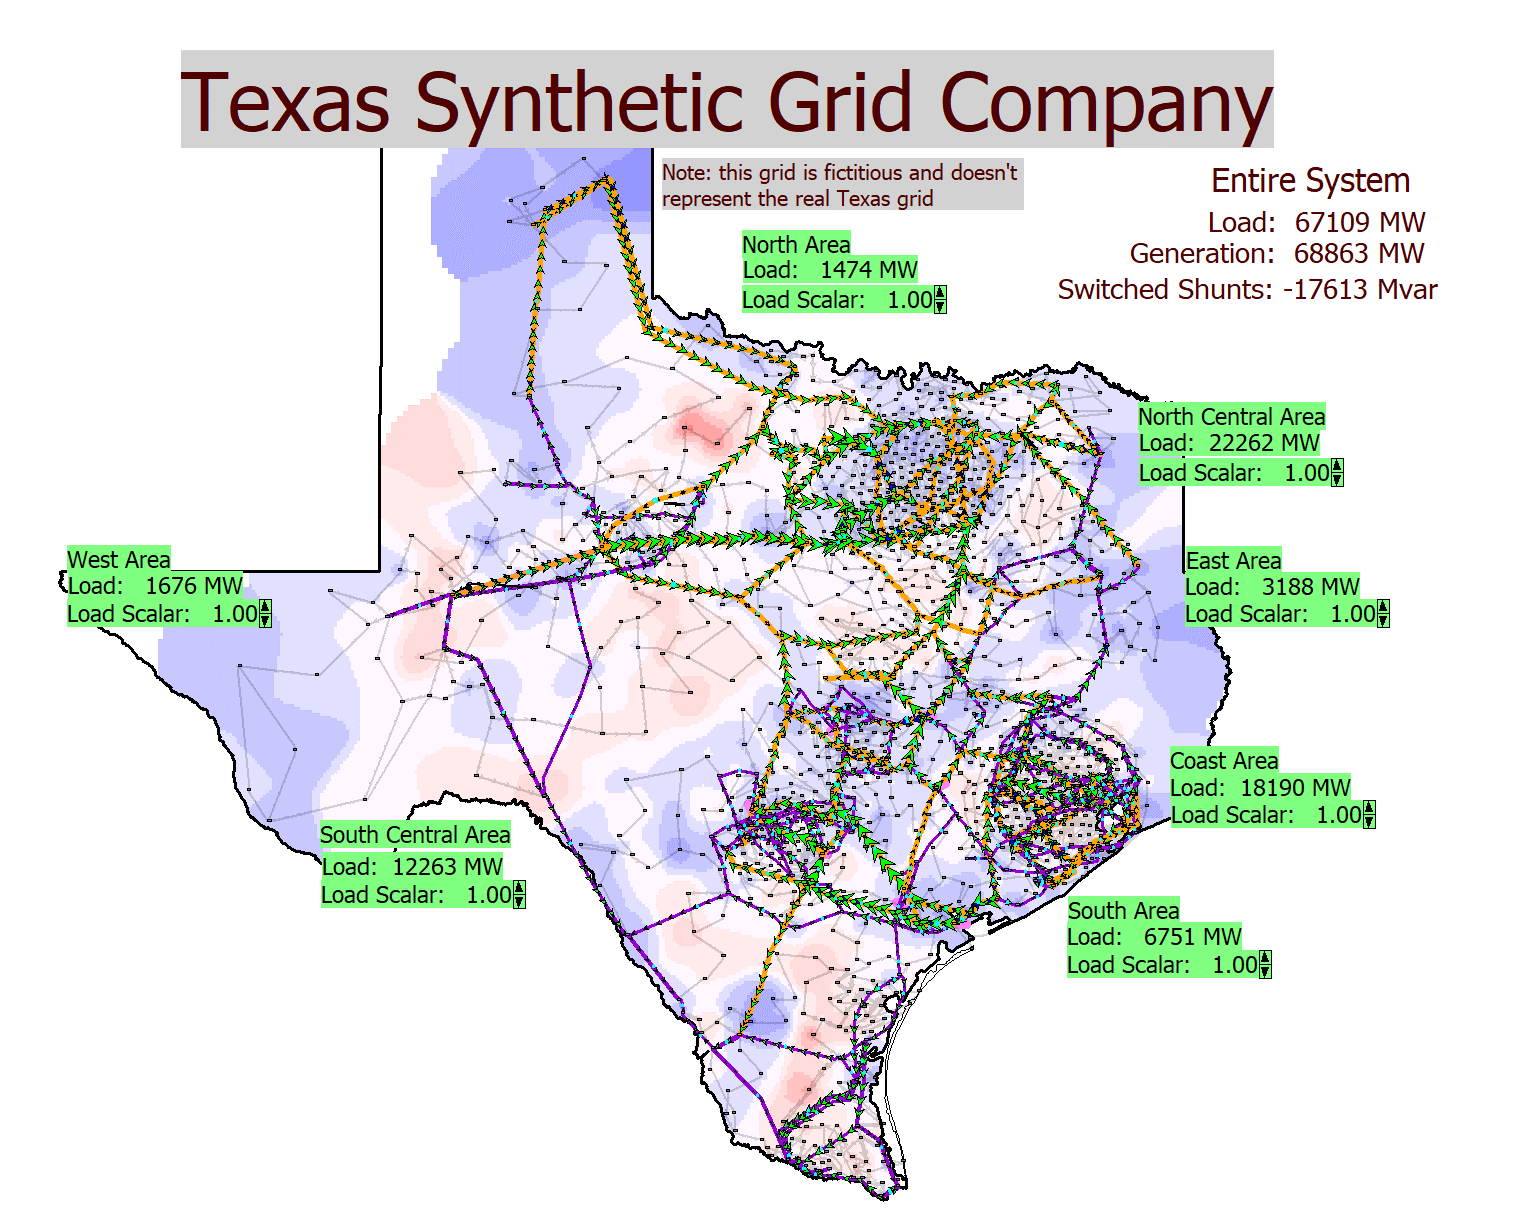 Texas Synthetic Grid Company
Note: this grid is fictitious and doesn't
represent the real Texas grid
Entire System
Load: 67109 MW
Generation: 68863 MW
Switched Shunts: -17613 Mvar
North Area
Load: 1474 MW
Load Scalar: 1.00
North Central Area
Load: 22262 MW
Load Scalar: 1.00
West Area
Load: 1676 MW
Load Scalar: 1.00
East Area
Load: 3188 MW
Load Scalar: 1.00
Coast Area
Load: 18190 MW
Load Scalar: 1.00
South Central Area
Load: 12263 MW
Load Scalar: 1.00
South Area
Load: 6751 MW
Load Scalar: 1.00